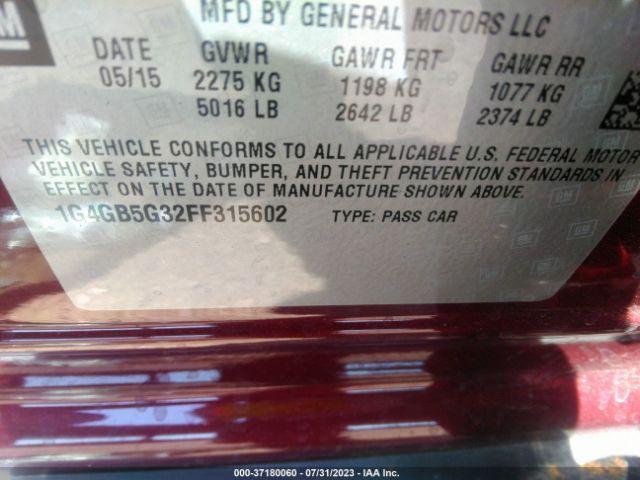 GM
MFD BY GENERAL MOTORS LLC
DATE GVWR GAWR FRT GAWR RR
05/15 2275 KG 1198 KG 1077 KG
5016 LB 2642 LB 2374 LB
THIS VEHICLE CONFORMS TO ALL APPLICABLE U.S. FEDERAL MOTOR
VEHICLE SAFETY, BUMPER, AND THEFT PREVENTION STANDARDS IN
EFFECT ON THE DATE OF MANUFACTURE SHOWN ABOVE.
1G4GB5G32FF315602 TYPE: PASS CAR
000-37180060 - 07/31/2023 - IAA Inc.